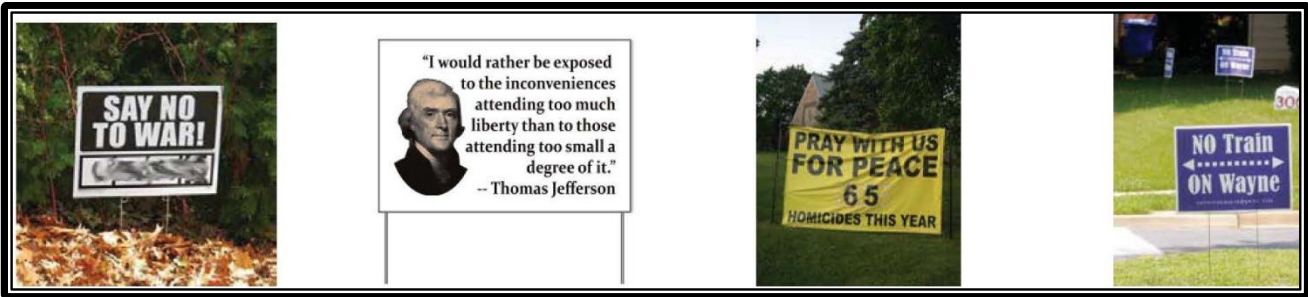 SAY NO
TO WAR!
“I would rather be exposed
to the inconveniences
attending too much
liberty than to those
attending too small a
degree of it.”
-- Thomas Jefferson
PRAY WITH US
FOR PEACE
65
HOMICIDES THIS YEAR
NO Train
ON Wayne
300